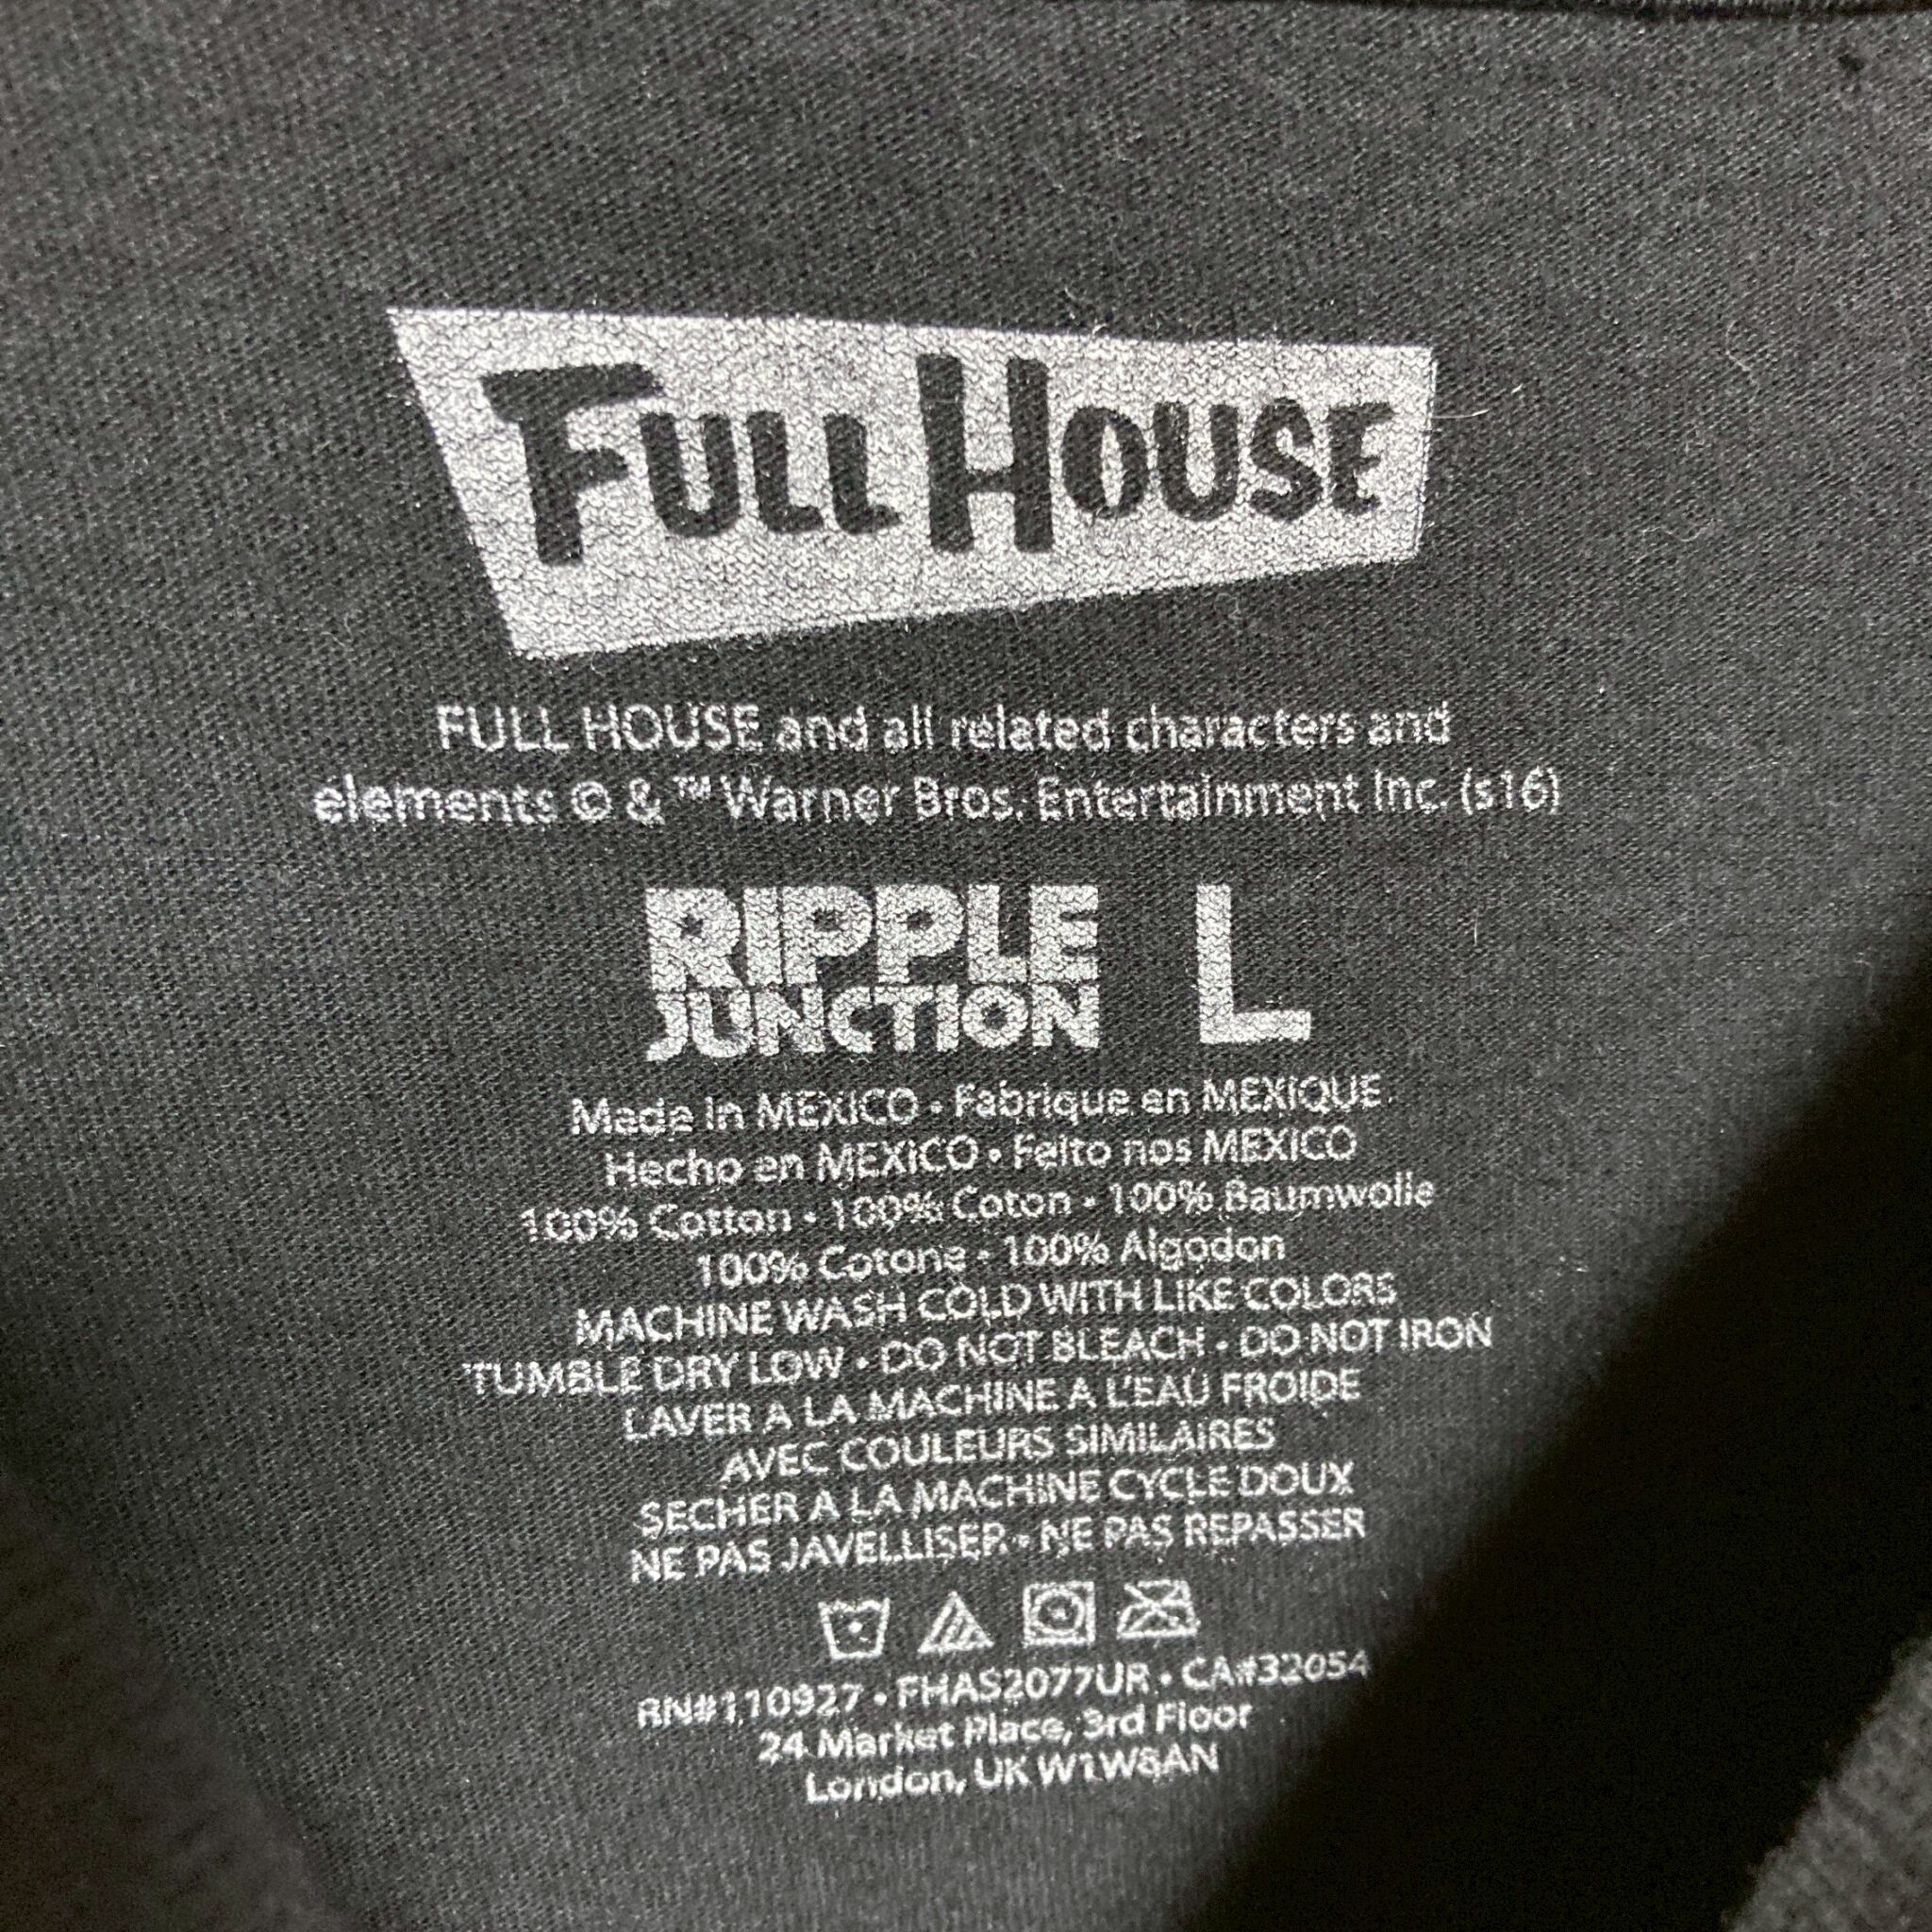 FULL HOUSE
FULL HOUSE and all related characters and
elements © & ™ Warner Bros. Entertainment Inc. (s16)
RIPPLE
JUNCTION L
Made In MEXICO • Fabrique en MEXIQUE
Hecho en MEXICO • Feito nos MEXICO
100% Cotton • 100% Coton • 100% Baumwolle
100% Cotone • 100% Algodon
MACHINE WASH COLD WITH LIKE COLORS
TUMBLE DRY LOW • DO NOT BLEACH • DO NOT IRON
LAVER A LA MACHINE A L'EAU FROIDE
AVEC COULEURS SIMILAIRES
SECHER A LA MACHINE CYCLE DOUX
NE PAS JAVELLISER • NE PAS REPASSER
RN#110927 • FHAS2077UR • CA#32054
24 Market Place, 3rd Floor
London, UK W1W8AN